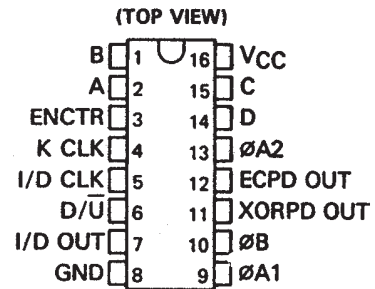 (TOP VIEW)
B 1 16 VCC
A 2 15 C
ENCTR 3 14 D
K CLK 4 13 ØA2
I/D CLK 5 12 ECPD OUT
D/U̅ 6 11 XORPD OUT
I/D OUT 7 10 ØB
GND 8 9 ØA1